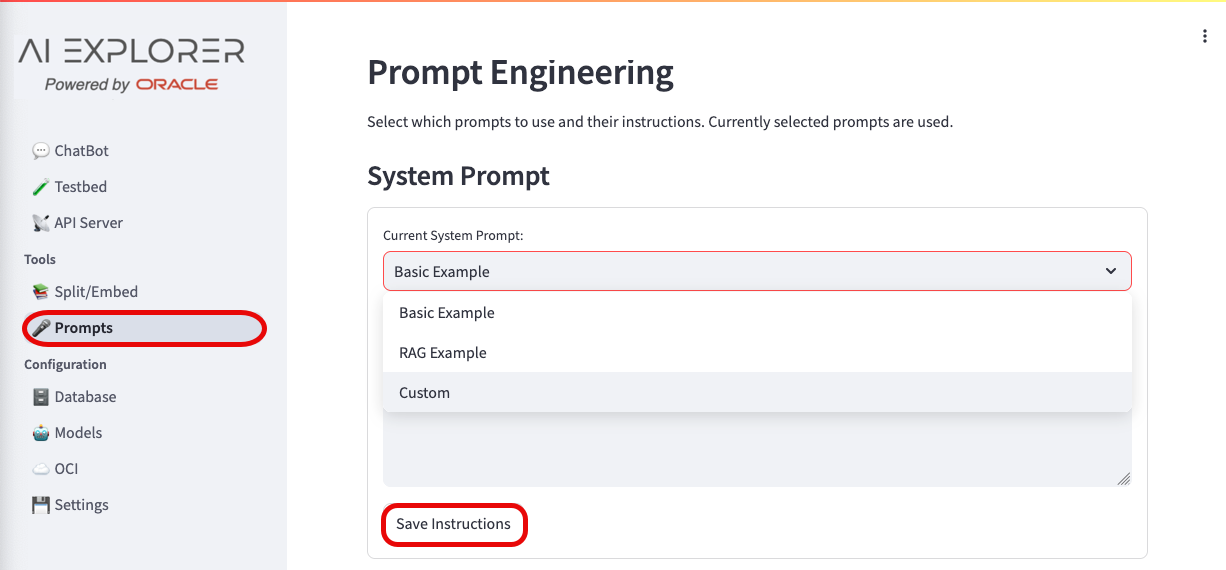 AI EXPLORER
Powered by ORACLE
ChatBot
Testbed
API Server
Tools
Split/Embed
Prompts
Configuration
Database
Models
OCI
Settings
Prompt Engineering
Select which prompts to use and their instructions. Currently selected prompts are used.
System Prompt
Current System Prompt:
Basic Example
Basic Example
RAG Example
Custom
Save Instructions